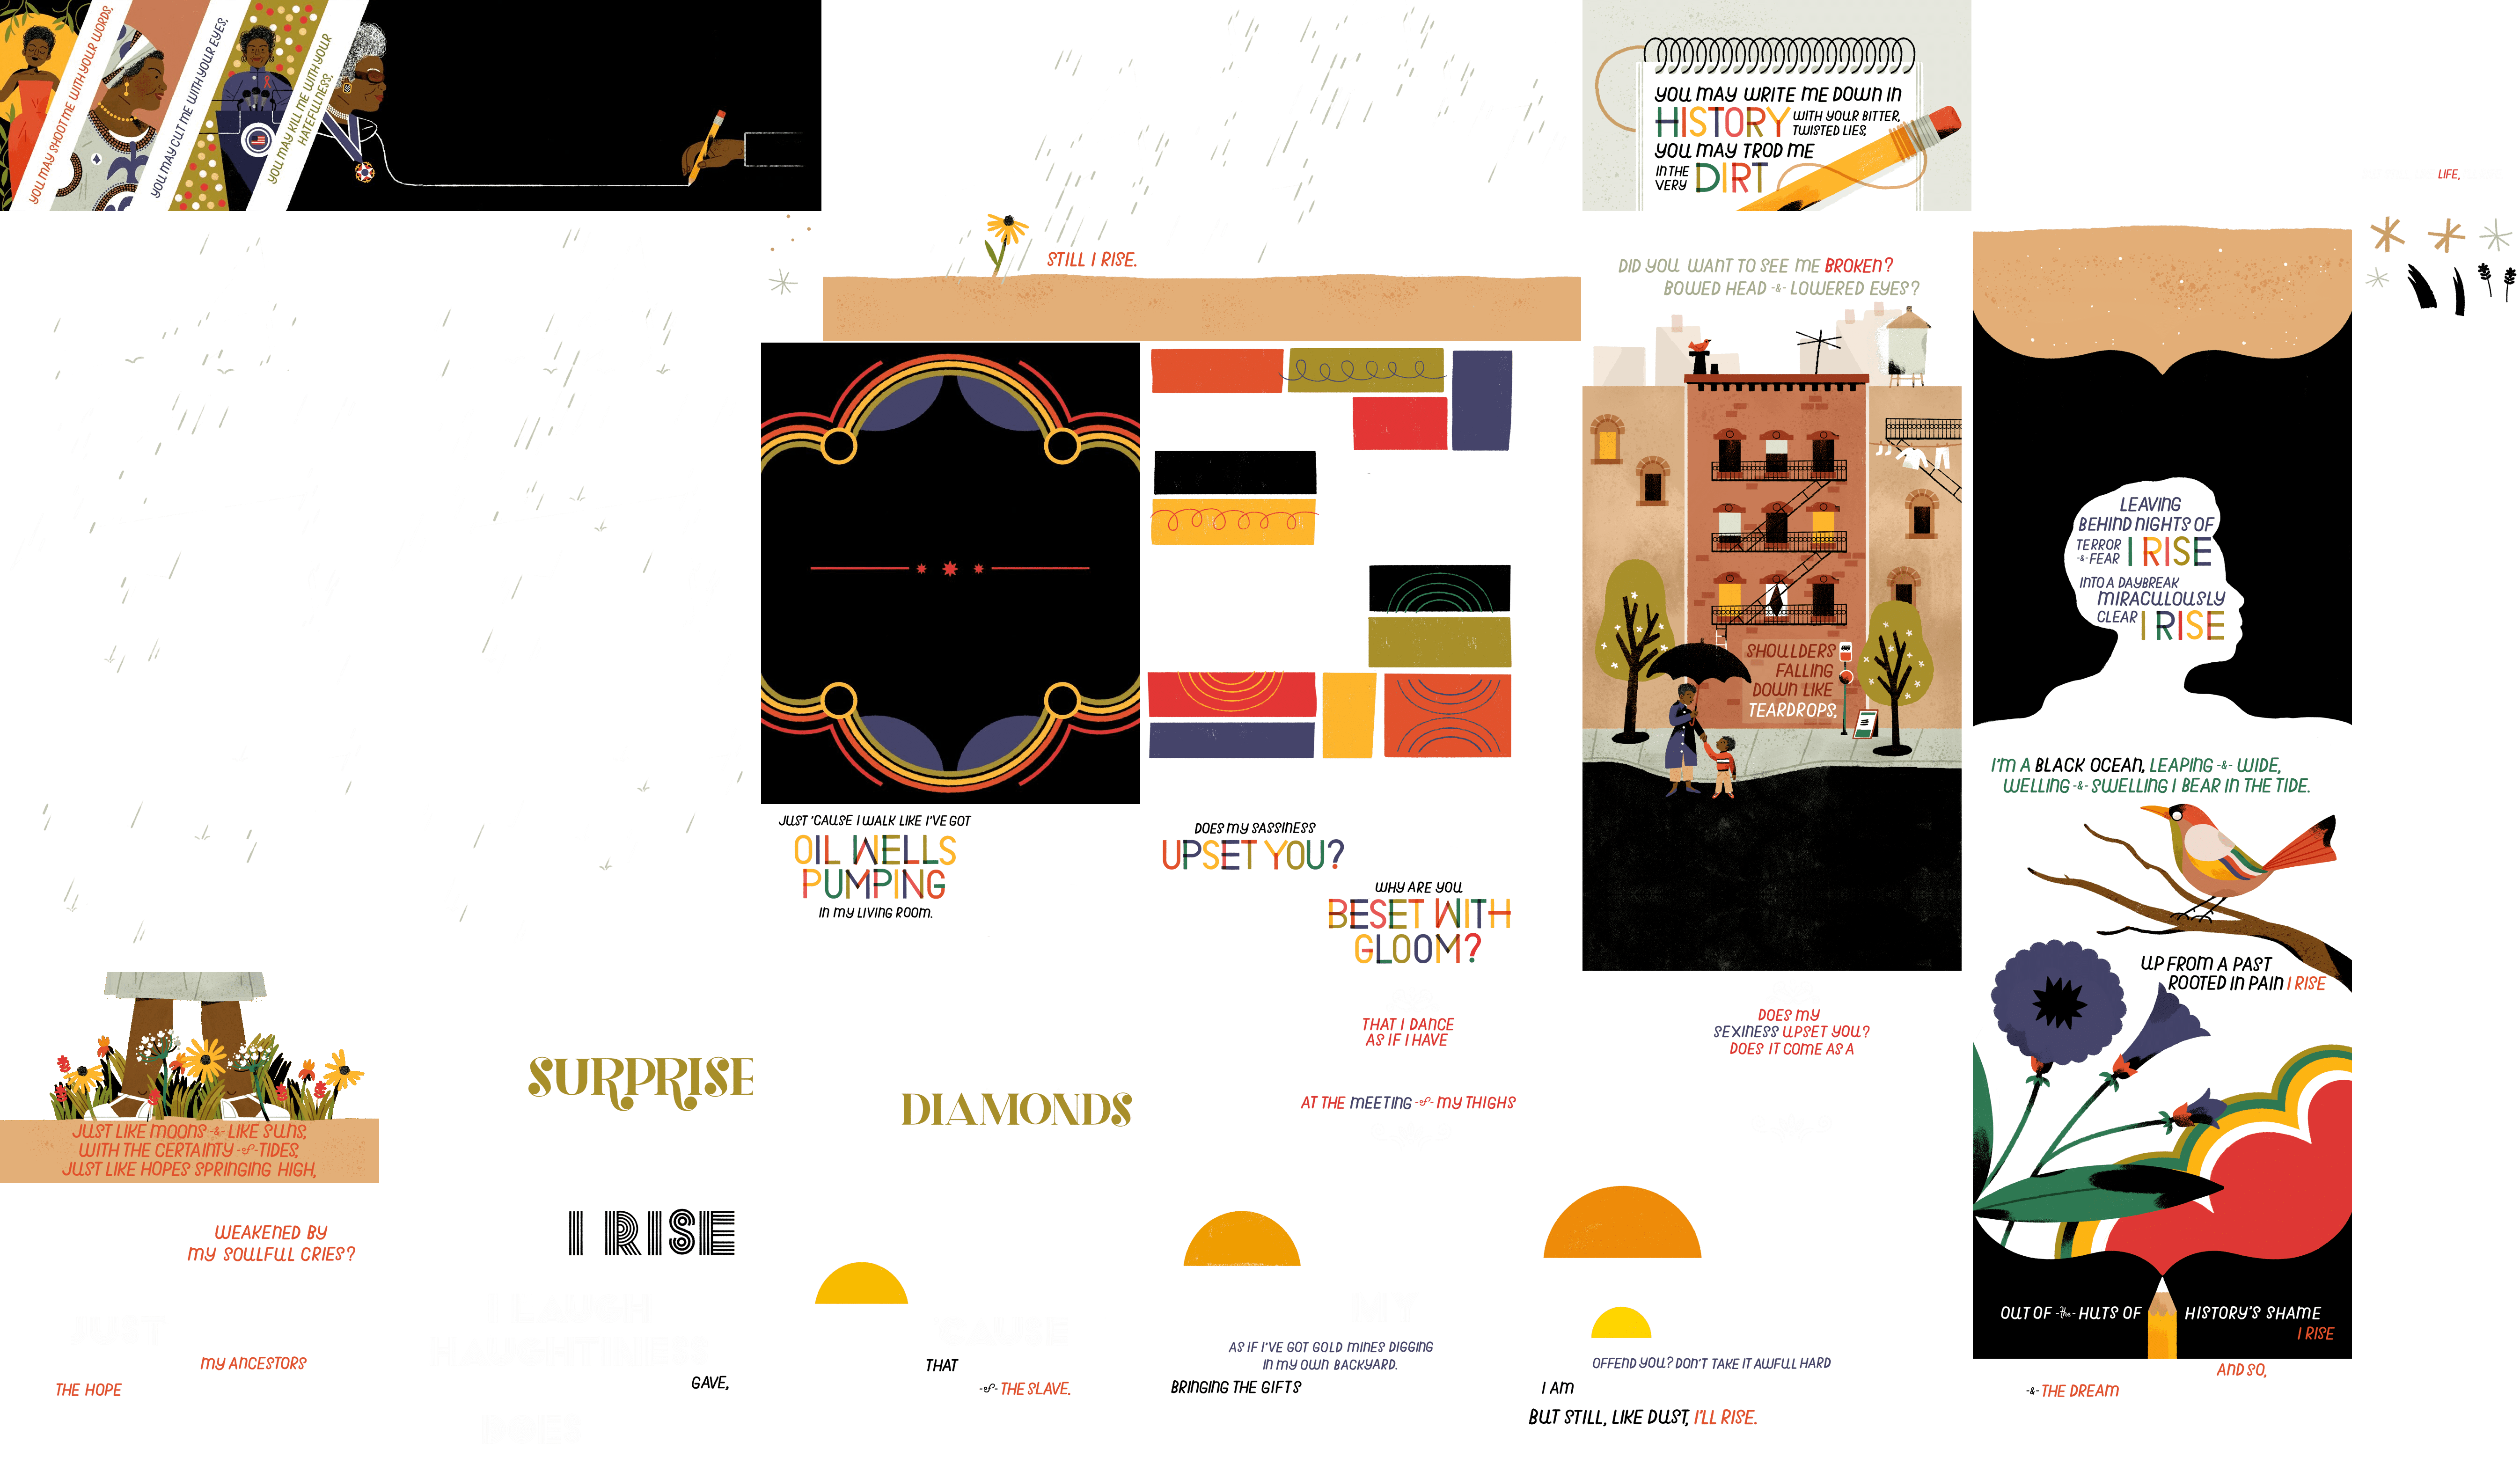 YOU MAY SHOOT ME WITH YOUR WORDS,
YOU MAY CUT ME WITH YOUR EYES,
YOU MAY KILL ME WITH YOUR
HATEFULNESS,
YOU MAY WRITE ME DOWN IN
HISTORY WITH YOUR BITTER,
TWISTED LIES,
YOU MAY TROD ME
IN THE
VERY DIRT
LIFE,
STILL I RISE.
DID YOU WANT TO SEE ME BROKEN?
BOWED HEAD -&- LOWERED EYES?
SHOULDERS
FALLING
DOWN LIKE
TEARDROPS,
LEAVING
BEHIND NIGHTS OF
TERROR
-&- FEAR I RISE
INTO A DAYBREAK
MIRACULOUSLY
CLEAR I RISE
I'M A BLACK OCEAN, LEAPING -&- WIDE,
WELLING -&- SWELLING I BEAR IN THE TIDE.
JUST 'CAUSE I WALK LIKE I'VE GOT
OIL WELLS
PUMPING
IN MY LIVING ROOM.
DOES MY SASSINESS
UPSET YOU?
WHY ARE YOU
BESET WITH
GLOOM?
UP FROM A PAST
ROOTED IN PAIN I RISE
THAT I DANCE
AS IF I HAVE
DOES MY
SEXINESS UPSET YOU?
DOES IT COME AS A
SURPRISE
DIAMONDS
AT THE MEETING -of- MY THIGHS
JUST LIKE MOONS -&- LIKE SUNS,
WITH THE CERTAINTY -of- TIDES,
JUST LIKE HOPES SPRINGING HIGH,
WEAKENED BY
MY SOULFUL CRIES?
I RISE
OUT OF -the- HUTS OF HISTORY'S SHAME
I RISE
AS IF I'VE GOT GOLD MINES DIGGING
IN MY OWN BACKYARD.
OFFEND YOU? DON'T TAKE IT AWFUL HARD
MY ANCESTORS
THE HOPE
GAVE,
THAT
-of- THE SLAVE.
BRINGING THE GIFTS
I AM
BUT STILL, LIKE DUST, I'LL RISE.
AND SO,
-&- THE DREAM